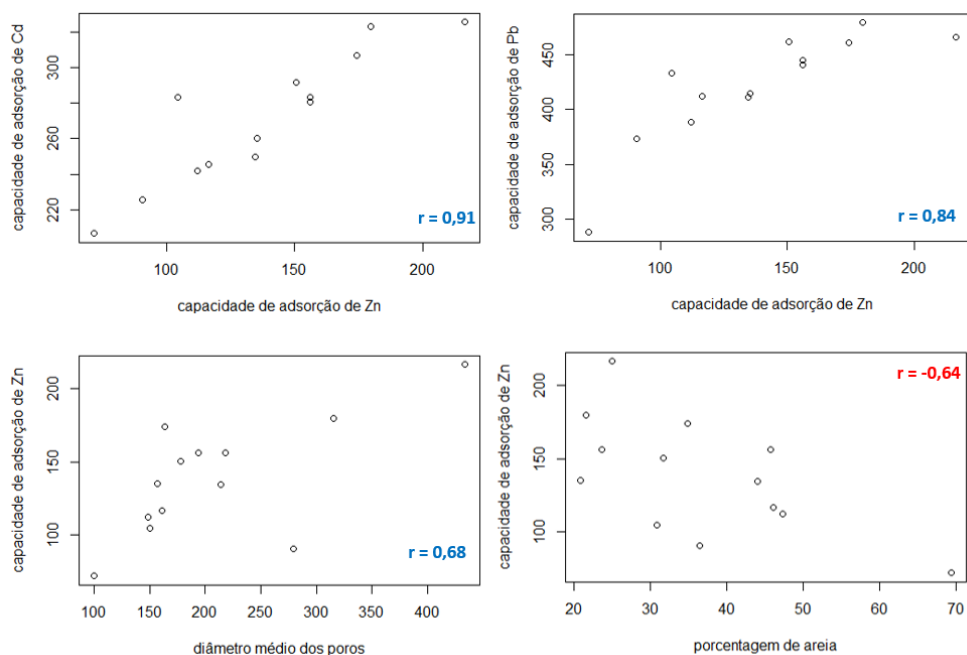 capacidade de adsorção de Cd
300
260
220
r = 0,91
100
150
200
capacidade de adsorção de Zn
capacidade de adsorção de Pb
450
400
350
300
r = 0,84
100
150
200
capacidade de adsorção de Zn
capacidade de adsorção de Zn
200
150
100
r = 0,68
100
150
200
250
300
350
400
diâmetro médio dos poros
capacidade de adsorção de Zn
200
150
100
r = -0,64
20
30
40
50
60
70
porcentagem de areia